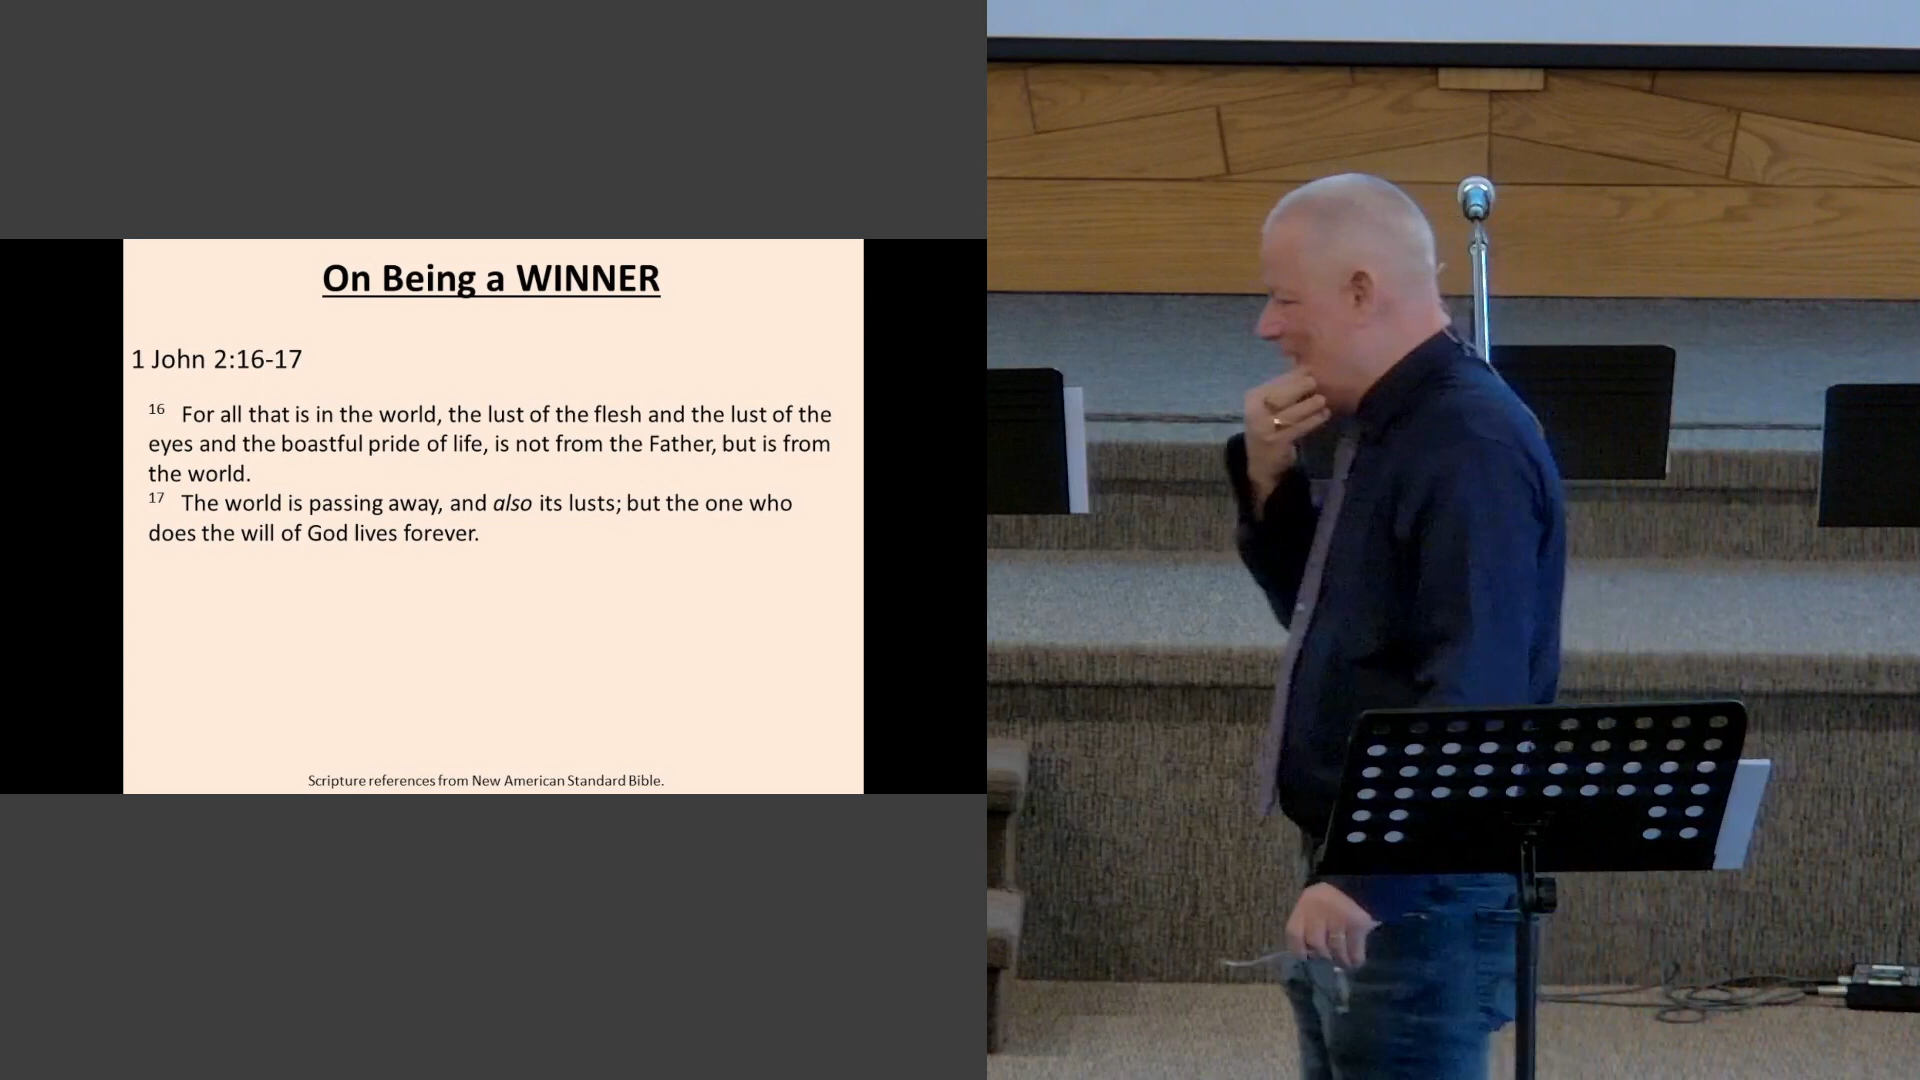 On Being a WINNER
1 John 2:16-17
16 For all that is in the world, the lust of the flesh and the lust of the
eyes and the boastful pride of life, is not from the Father, but is from
the world.
17 The world is passing away, and also its lusts; but the one who
does the will of God lives forever.
Scripture references from New American Standard Bible.